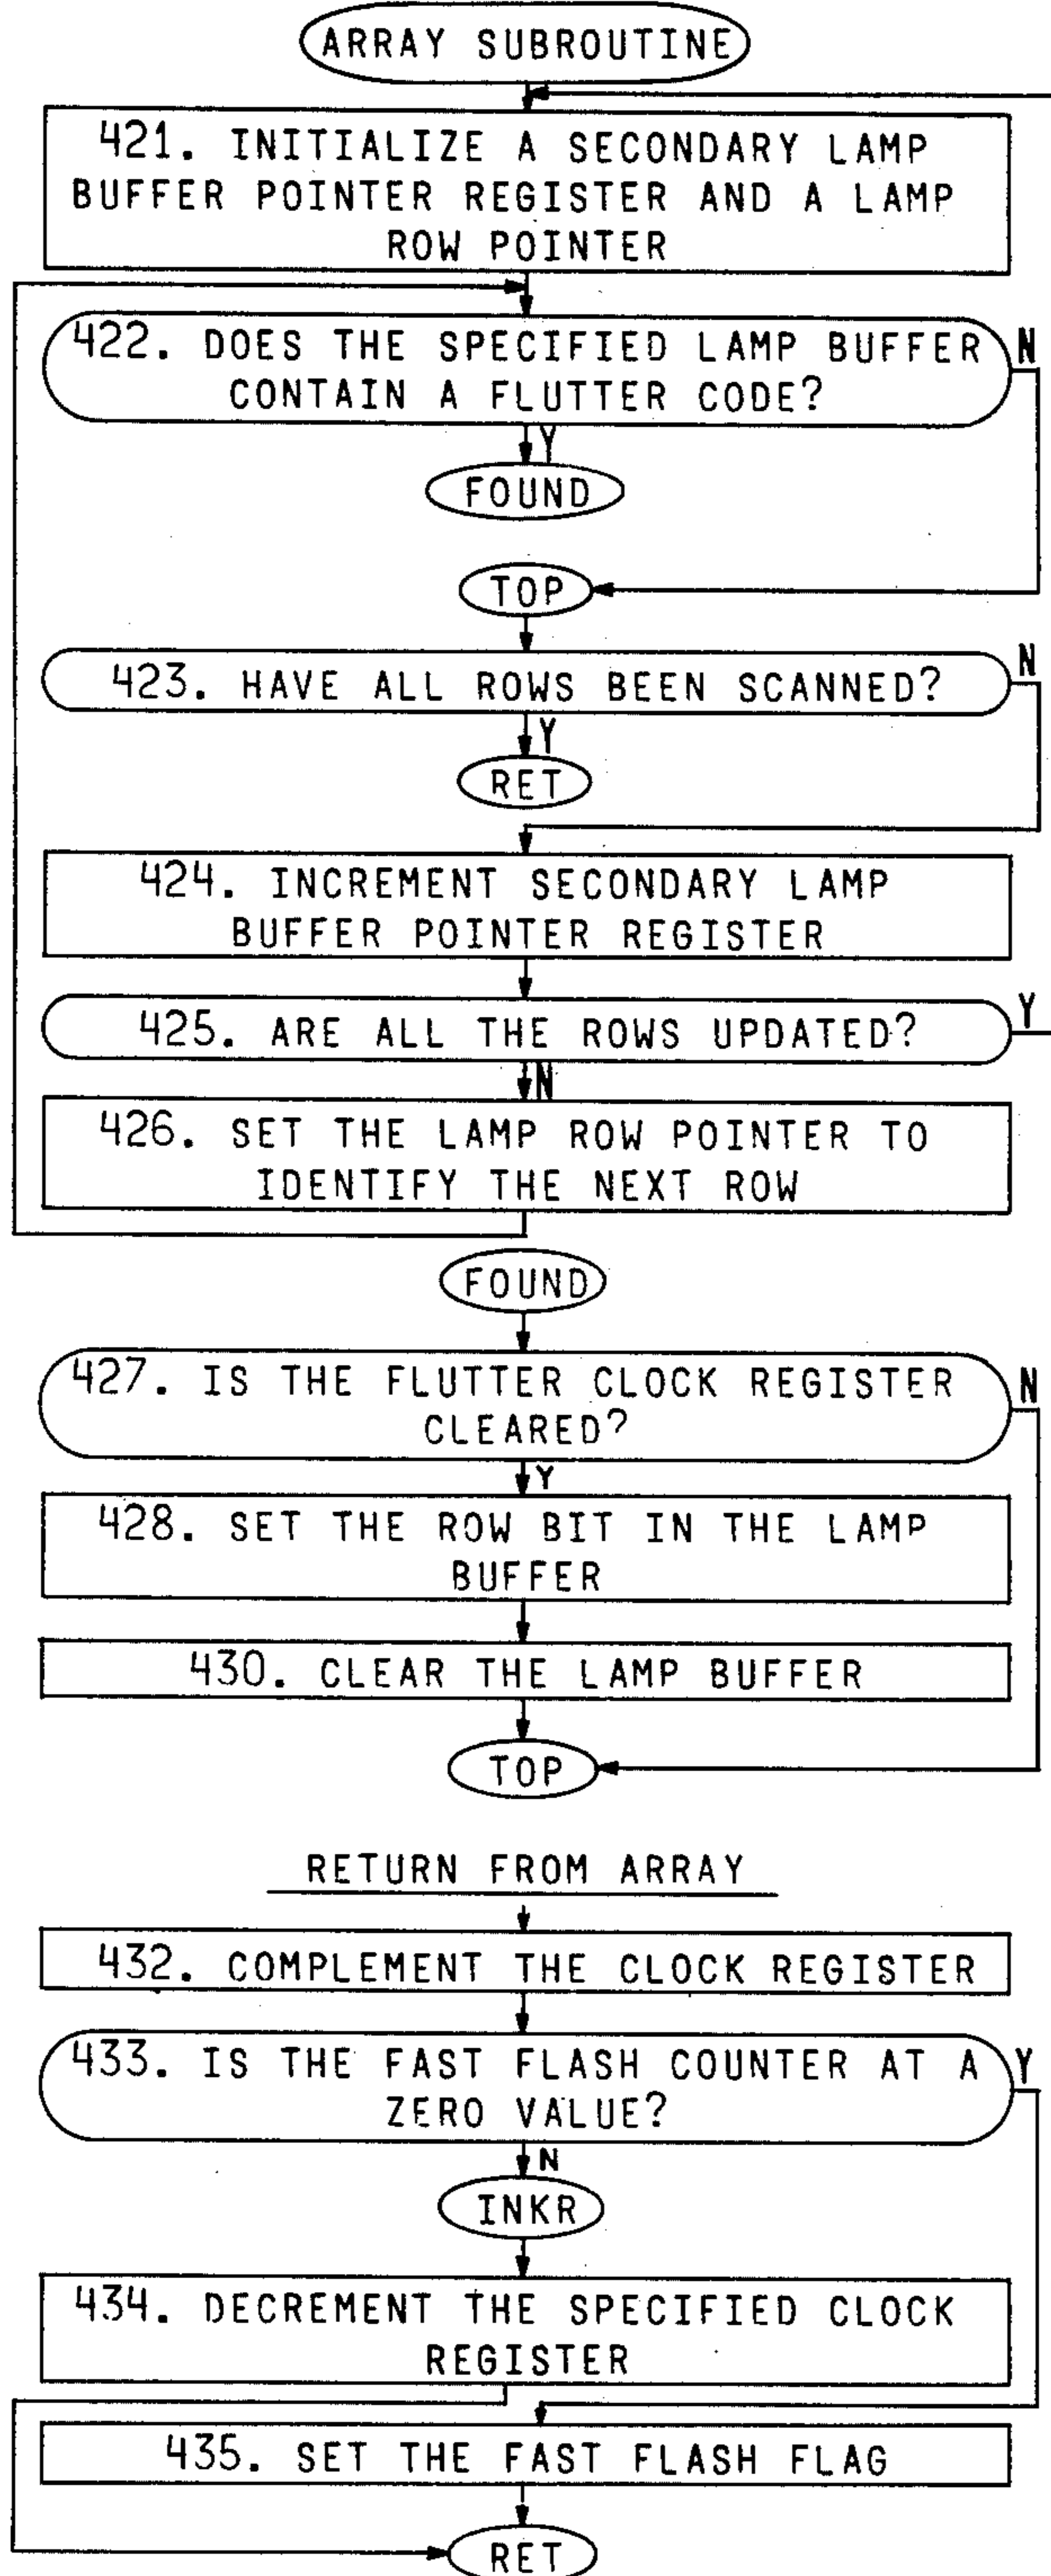 ARRAY SUBROUTINE
421. INITIALIZE A SECONDARY LAMP
BUFFER POINTER REGISTER AND A LAMP
ROW POINTER
422. DOES THE SPECIFIED LAMP BUFFER
CONTAIN A FLUTTER CODE?
N
Y
FOUND
TOP
423. HAVE ALL ROWS BEEN SCANNED?
N
Y
RET
424. INCREMENT SECONDARY LAMP
BUFFER POINTER REGISTER
425. ARE ALL THE ROWS UPDATED?
Y
N
426. SET THE LAMP ROW POINTER TO
IDENTIFY THE NEXT ROW
FOUND
427. IS THE FLUTTER CLOCK REGISTER
CLEARED?
N
Y
428. SET THE ROW BIT IN THE LAMP
BUFFER
430. CLEAR THE LAMP BUFFER
TOP
RETURN FROM ARRAY
432. COMPLEMENT THE CLOCK REGISTER
433. IS THE FAST FLASH COUNTER AT A
ZERO VALUE?
Y
N
INKR
434. DECREMENT THE SPECIFIED CLOCK
REGISTER
435. SET THE FAST FLASH FLAG
RET